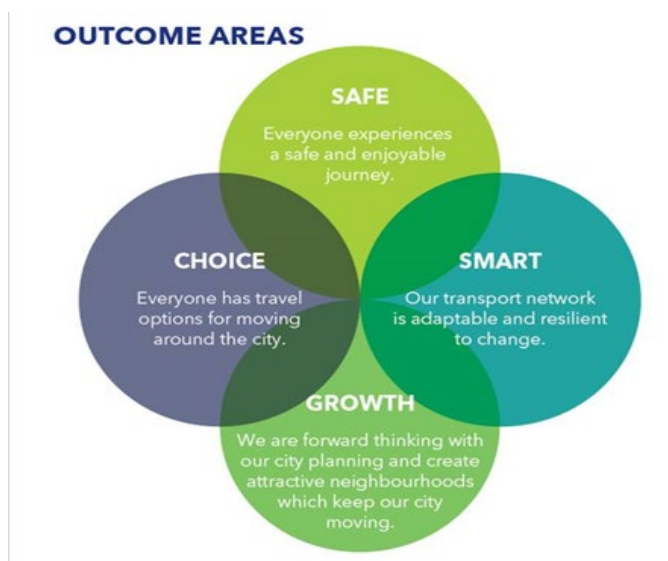 OUTCOME AREAS
SAFE
Everyone experiences
a safe and enjoyable
journey.
CHOICE
Everyone has travel
options for moving
around the city.
SMART
Our transport network
is adaptable and resilient
to change.
GROWTH
We are forward thinking with
our city planning and create
attractive neighbourhoods
which keep our city
moving.